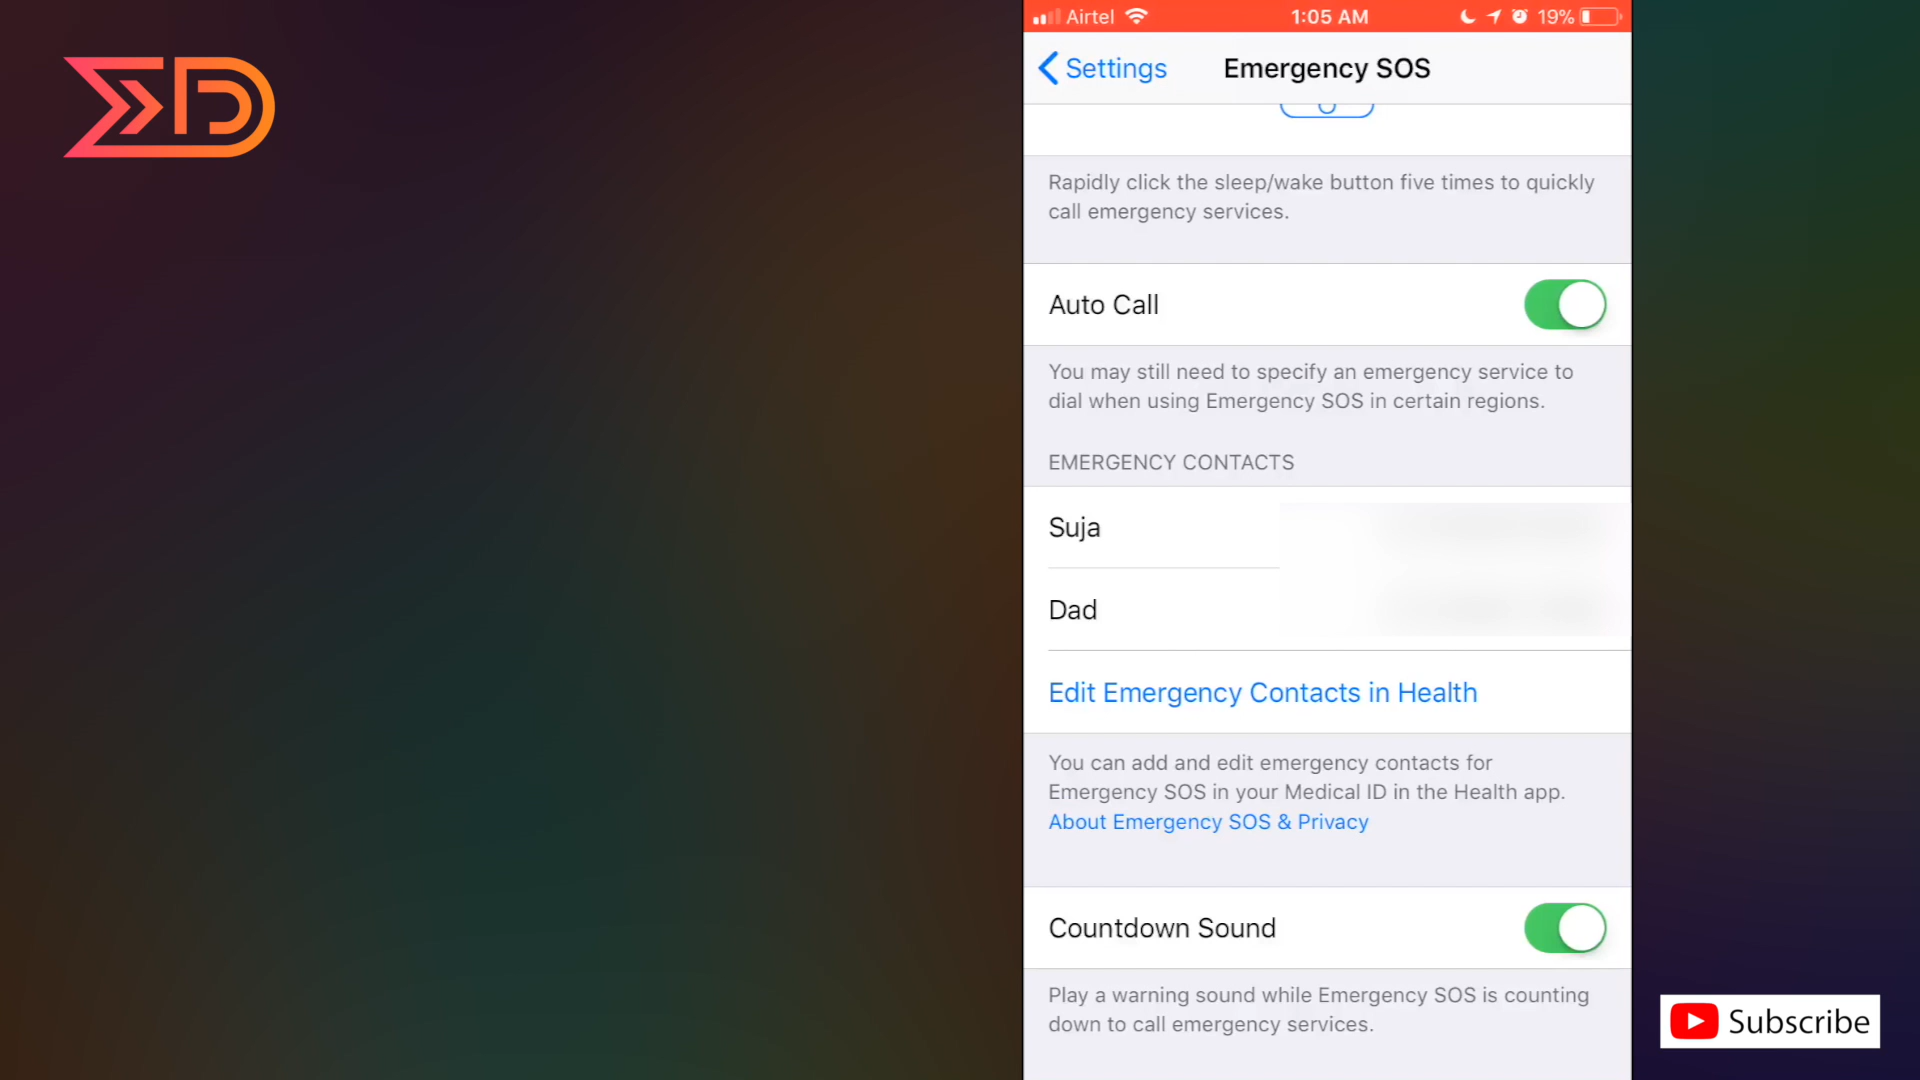 Airtel 1:05 AM 19%
Settings Emergency SOS
Rapidly click the sleep/wake button five times to quickly
call emergency services.
Auto Call
You may still need to specify an emergency service to
dial when using Emergency SOS in certain regions.
EMERGENCY CONTACTS
Suja
Dad
Edit Emergency Contacts in Health
You can add and edit emergency contacts for
Emergency SOS in your Medical ID in the Health app.
About Emergency SOS & Privacy
Countdown Sound
Play a warning sound while Emergency SOS is counting
down to call emergency services.
Subscribe